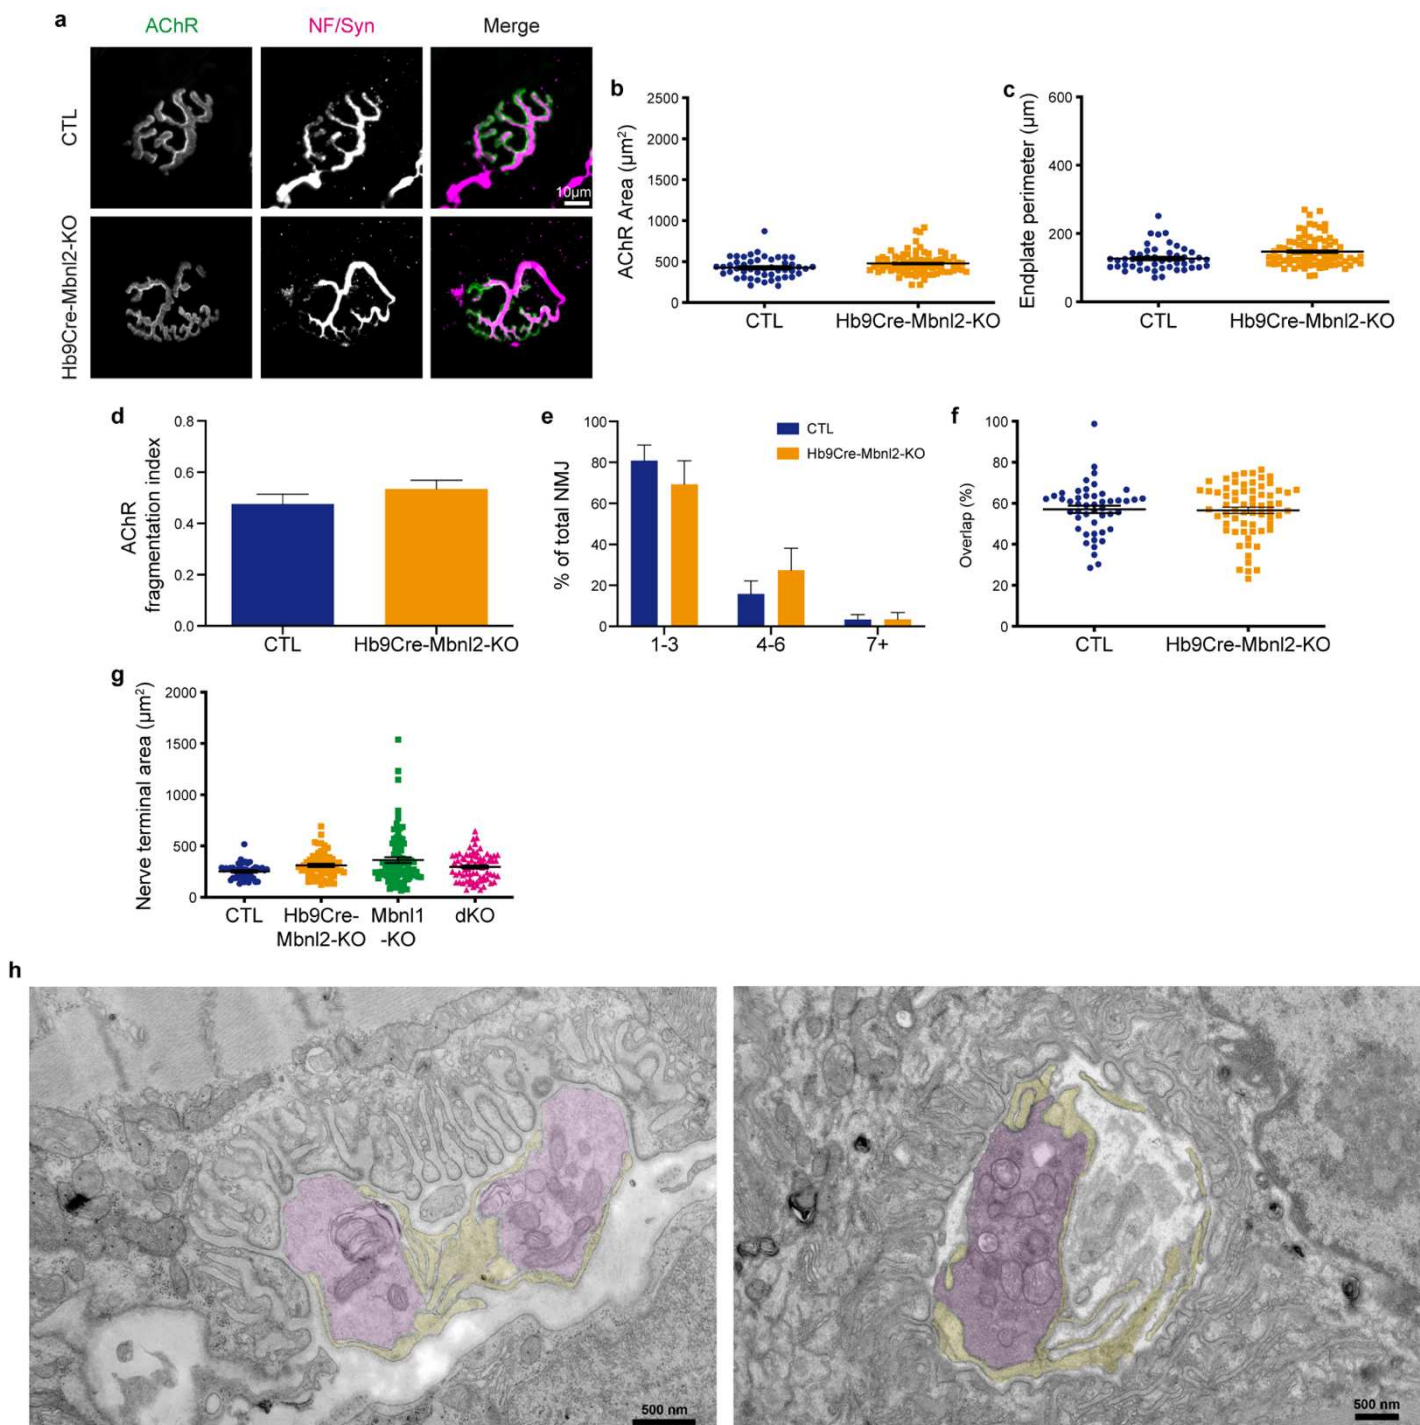 a
AChR
NF/Syn
Merge
CTL
10µm
Hb9Cre-Mbnl2-KO
b
AChR Area (µm²)
2500
2000
1500
1000
500
0
CTL
Hb9Cre-Mbnl2-KO
c
Endplate perimeter (µm)
600
400
200
0
CTL
Hb9Cre-Mbnl2-KO
d
AChR
fragmentation index
0.8
0.6
0.4
0.2
0.0
CTL
Hb9Cre-Mbnl2-KO
e
% of total NMJ
100
80
60
40
20
0
CTL
Hb9Cre-Mbnl2-KO
1-3
4-6
7+
f
Overlap (%)
100
80
60
40
20
0
CTL
Hb9Cre-Mbnl2-KO
g
Nerve terminal area (µm²)
2000
1500
1000
500
0
CTL
Hb9Cre-
Mbnl2-KO
Mbnl1
-KO
dKO
h
500 nm
500 nm